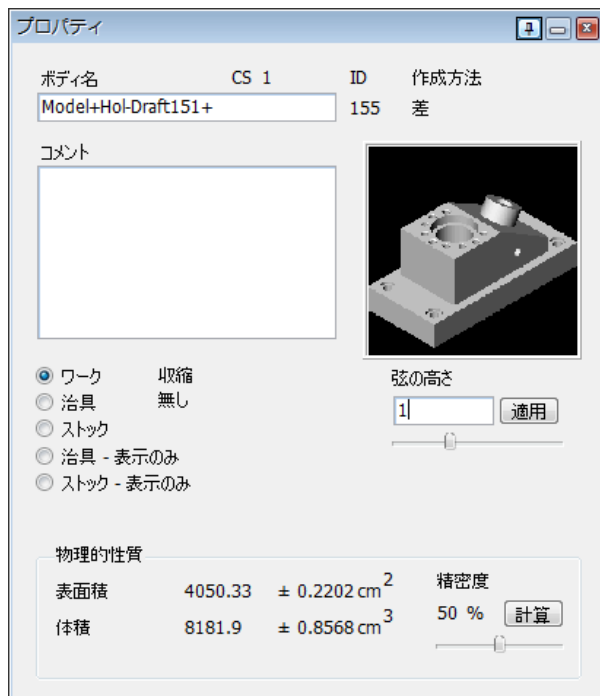 プロパティ
ボディ名 CS 1 ID 作成方法
Model+Hol-Draft151+ 155 差
コメント
ワーク 収縮
治具 無し
ストック
治具 - 表示のみ
ストック - 表示のみ
弦の高さ
1 適用
物理的性質
表面積 4050.33 ± 0.2202 cm2
体積 8181.9 ± 0.8568 cm3
精密度
50 % 計算